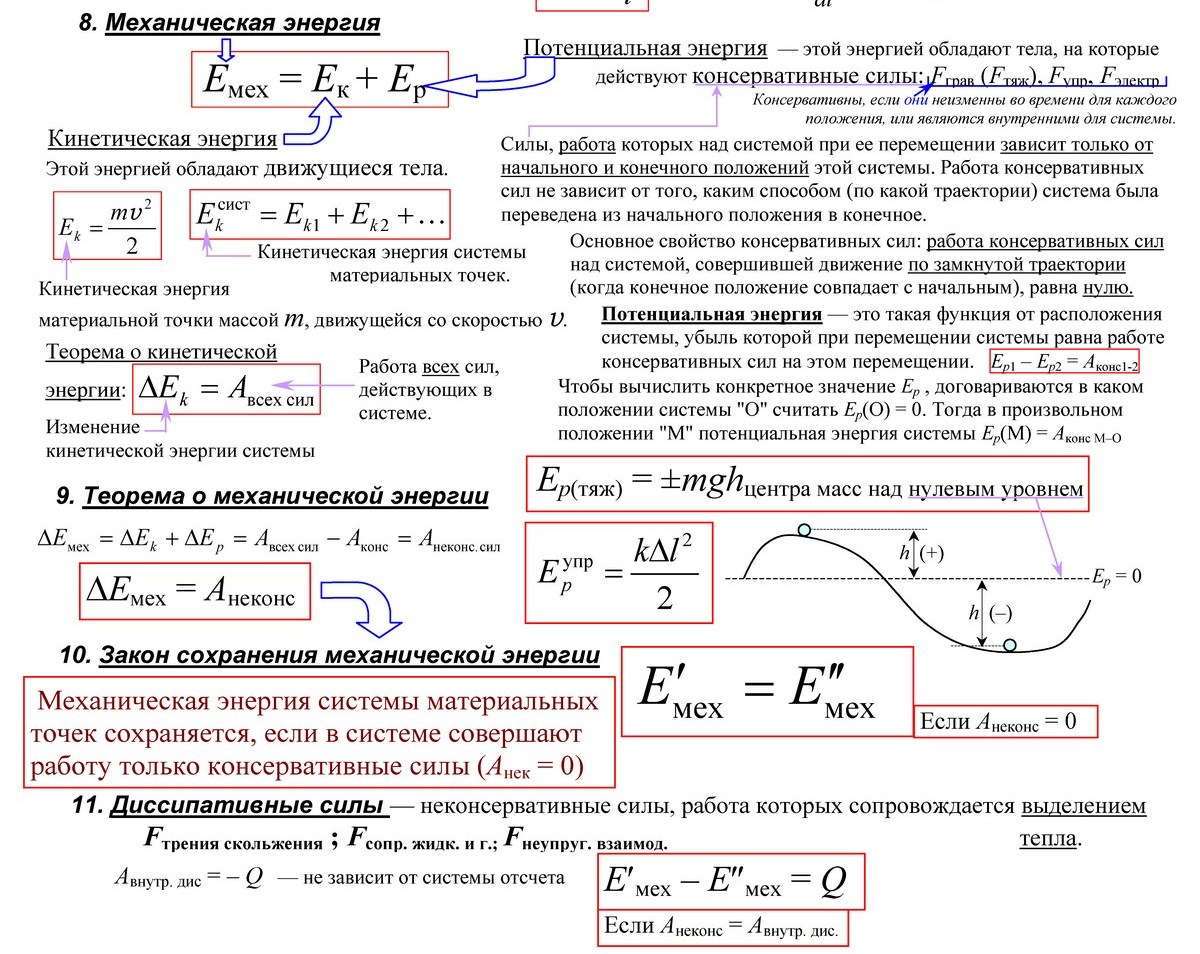 8. Механическая энергия
Eмех = Eк + Eр
Потенциальная энергия — этой энергией обладают тела, на которые
действуют консервативные силы: Fграв (Fтяж), Fупр, Fэлектр
Консервативны, если они неизменны во времени для каждого
положения, или являются внутренними для системы.
Кинетическая энергия
Этой энергией обладают движущиеся тела.
Ek = mυ²/2
Ek сист = Ek1 + Ek2 + …
Кинетическая энергия системы
материальных точек.
Кинетическая энергия
материальной точки массой m, движущейся со скоростью υ.
Теорема о кинетической
энергии: ΔEk = Aвсех сил
Работа всех сил,
действующих в
системе.
Изменение
кинетической энергии системы
Силы, работа которых над системой при ее перемещении зависит только от
начального и конечного положений этой системы. Работа консервативных
сил не зависит от того, каким способом (по какой траектории) система была
переведена из начального положения в конечное.
Основное свойство консервативных сил: работа консервативных сил
над системой, совершившей движение по замкнутой траектории
(когда конечное положение совпадает с начальным), равна нулю.
Потенциальная энергия — это такая функция от расположения
системы, убыль которой при перемещении системы равна работе
консервативных сил на этом перемещении. Ep1 – Ep2 = Aконс1-2
Чтобы вычислить конкретное значение Ep , договариваются в каком
положении системы "О" считать Ep(О) = 0. Тогда в произвольном
положении "М" потенциальная энергия системы Ep(М) = Aконс М–О
Ep(тяж) = ±mghцентра масс над нулевым уровнем
Ep упр = kΔl²/2
h (+)
Ep = 0
h (–)
9. Теорема о механической энергии
ΔEмех = ΔEk + ΔEp = Aвсех сил − Aконс = Aнеконс. сил
ΔEмех = Aнеконс
10. Закон сохранения механической энергии
Механическая энергия системы материальных
точек сохраняется, если в системе совершают
работу только консервативные силы (Aнек = 0)
E′мех = E″мех
Если Aнеконс = 0
11. Диссипативные силы — неконсервативные силы, работа которых сопровождается выделением
тепла.
Fтрения скольжения ; Fсопр. жидк. и г.; Fнеупруг. взаимод.
Aвнутр. дис = – Q — не зависит от системы отсчета
E′мех – E″мех = Q
Если Aнеконс = Aвнутр. дис.